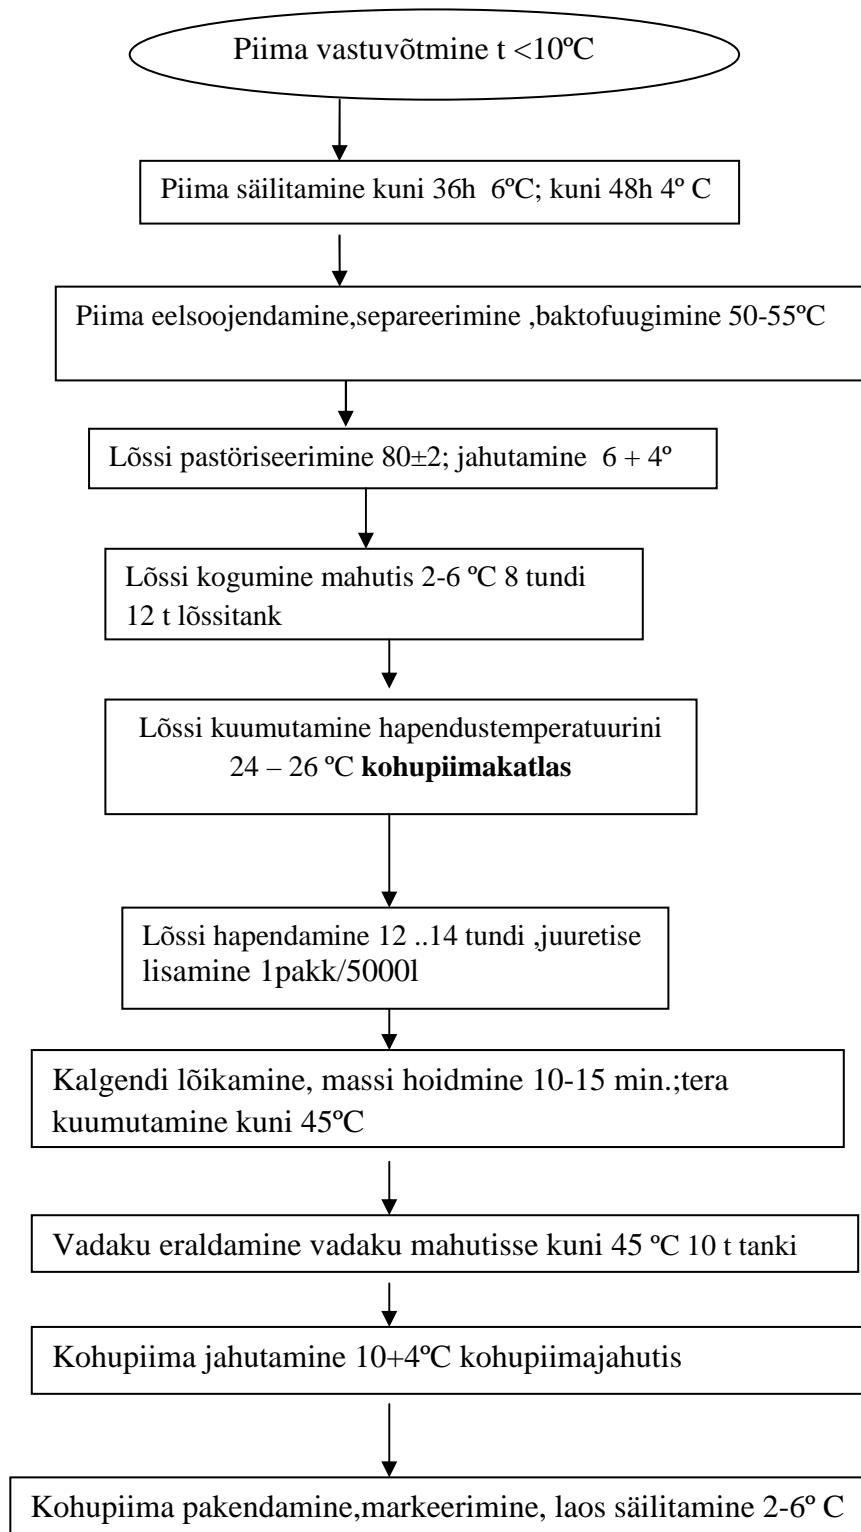 Piima vastuvõtmine t <10ºC
Piima säilitamine kuni 36h  6ºC; kuni 48h 4º C
Piima eelsoojendamine,separeerimine ,baktofuugimine 50-55ºC
Lõssi pastöriseerimine 80±2; jahutamine  6 + 4º
Lõssi kogumine mahutis 2-6 ºC 8 tundi
12 t lõssitank
Lõssi kuumutamine hapendustemperatuurini
24 – 26 ºC kohupiimakatlas
Lõssi hapendamine 12 ..14 tundi ,juuretise
lisamine 1pakk/5000l
Kalgendi lõikamine, massi hoidmine 10-15 min.;tera
kuumutamine kuni 45ºC
Vadaku eraldamine vadaku mahutisse kuni 45 ºC 10 t tanki
Kohupiima jahutamine 10+4ºC kohupiimajahutis
Kohupiima pakendamine,markeerimine, laos säilitamine 2-6º C